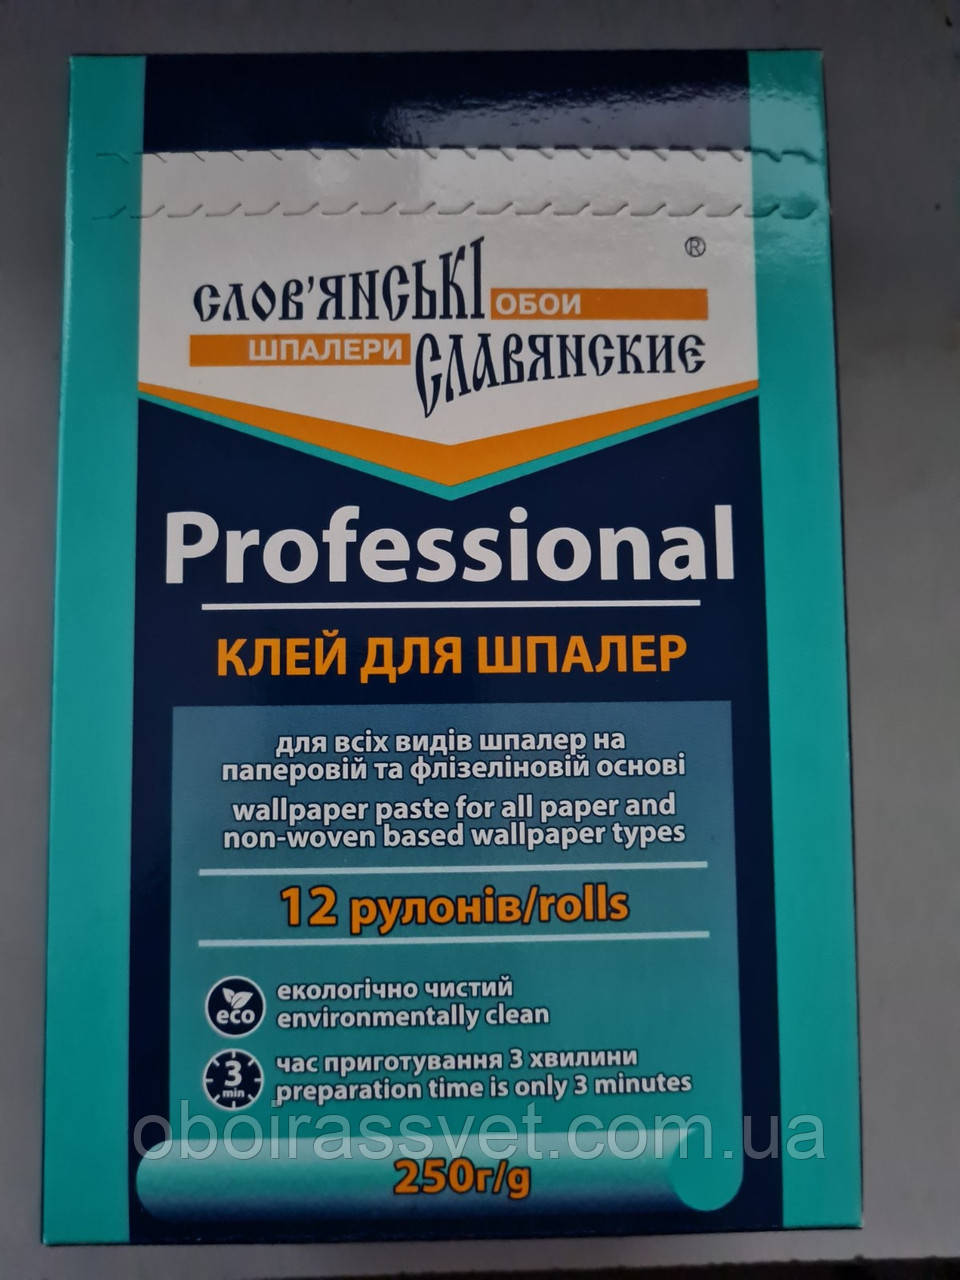 ®
СЛОВ'ЯНСЬКІ ОБОИ
ШПАЛЕРИ СЛАВЯНСКИЕ
Professional
КЛЕЙ ДЛЯ ШПАЛЕР
для всіх видів шпалер на
паперовій та флізеліновій основі
wallpaper paste for all paper and
non-woven based wallpaper types
12 рулонів/rolls
eco
екологічно чистий
environmentally clean
3
min
час приготування 3 хвилини
preparation time is only 3 minutes
oboirassvet.com.ua
250г/g